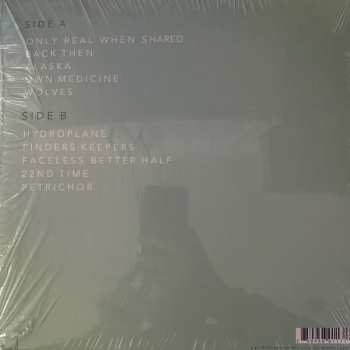 SIDE A
ONLY REAL WHEN SHARED
BACK THEN
ALASKA
OWN MEDICINE
WOLVES
SIDE B
HYDROPLANE
FINDERS KEEPERS
FACELESS BETTER HALF
22ND TIME
PETRICHOR